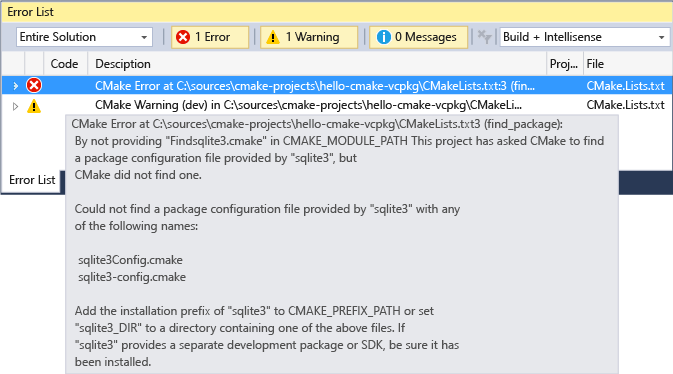 Error List
Entire Solution
1 Error
1 Warning
0 Messages
Build + Intellisense
Code Desciption Proj... File
CMake Error at C:\sources\cmake-projects\hello-cmake-vcpkg\CMakeLists.txt:3 (fin... CMake.Lists.txt
CMake Warning (dev) in C:\sources\cmake-projects\hello-cmake-vcpkg\CMakeLi... CMake.Lists.txt
CMake Error at C:\sources\cmake-projects\hello-cmake-vcpkg\CMakeLists.txt3 (find_package):
By not providing "Findsqlite3.cmake" in CMAKE_MODULE_PATH This project has asked CMake to find
a package configuration file provided by "sqlite3", but
CMake did not find one.
Could not find a package configuration file provided by "sqlite3" with any
of the following names:
sqlite3Config.cmake
sqlite3-config.cmake
Add the installation prefix of "sqlite3" to CMAKE_PREFIX_PATH or set
"sqlite3_DIR" to a directory containing one of the above files. If
"sqlite3" provides a separate development package or SDK, be sure it has
been installed.
Error List